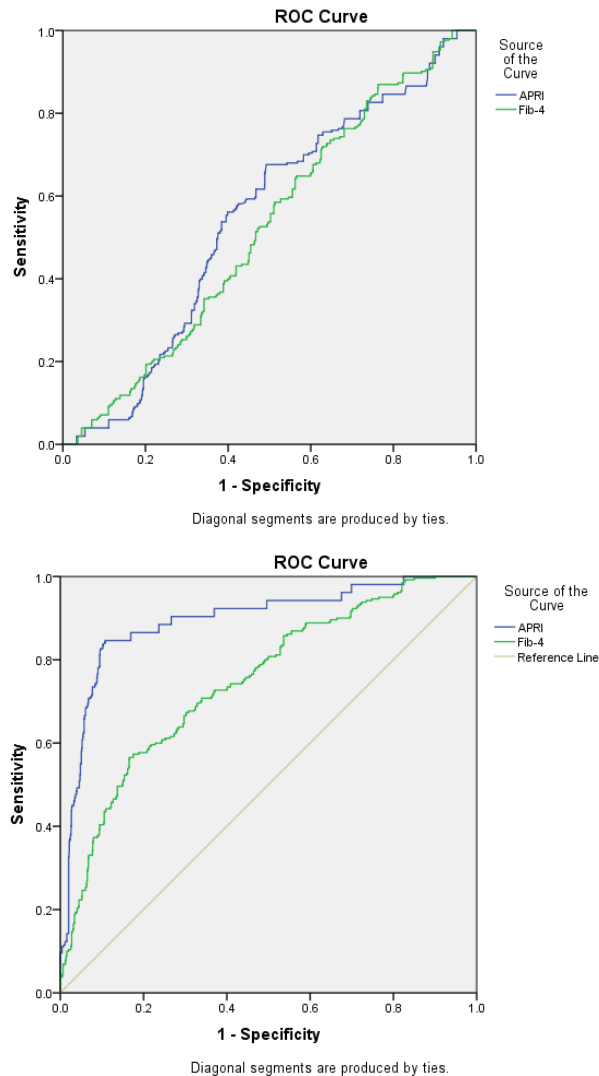 ROC Curve
Source
of the
Curve
APRI
Fib-4
1.0
0.8
0.6
0.4
0.2
0.0
Sensitivity
0.0 0.2 0.4 0.6 0.8 1.0
1 - Specificity
Diagonal segments are produced by ties.
ROC Curve
Source of the
Curve
APRI
Fib-4
Reference Line
1.0
0.8
0.6
0.4
0.2
0.0
Sensitivity
0.0 0.2 0.4 0.6 0.8 1.0
1 - Specificity
Diagonal segments are produced by ties.